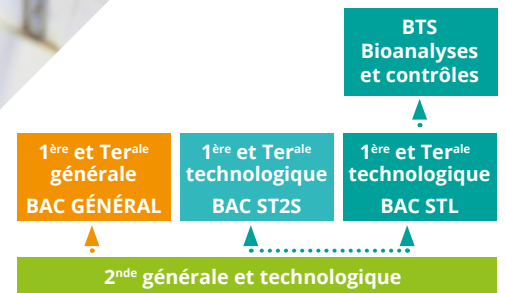 BTS
Bioanalyses
et contrôles
1ère et Terale
générale
BAC GÉNÉRAL
1ère et Terale
technologique
BAC ST2S
1ère et Terale
technologique
BAC STL
2nde générale et technologique